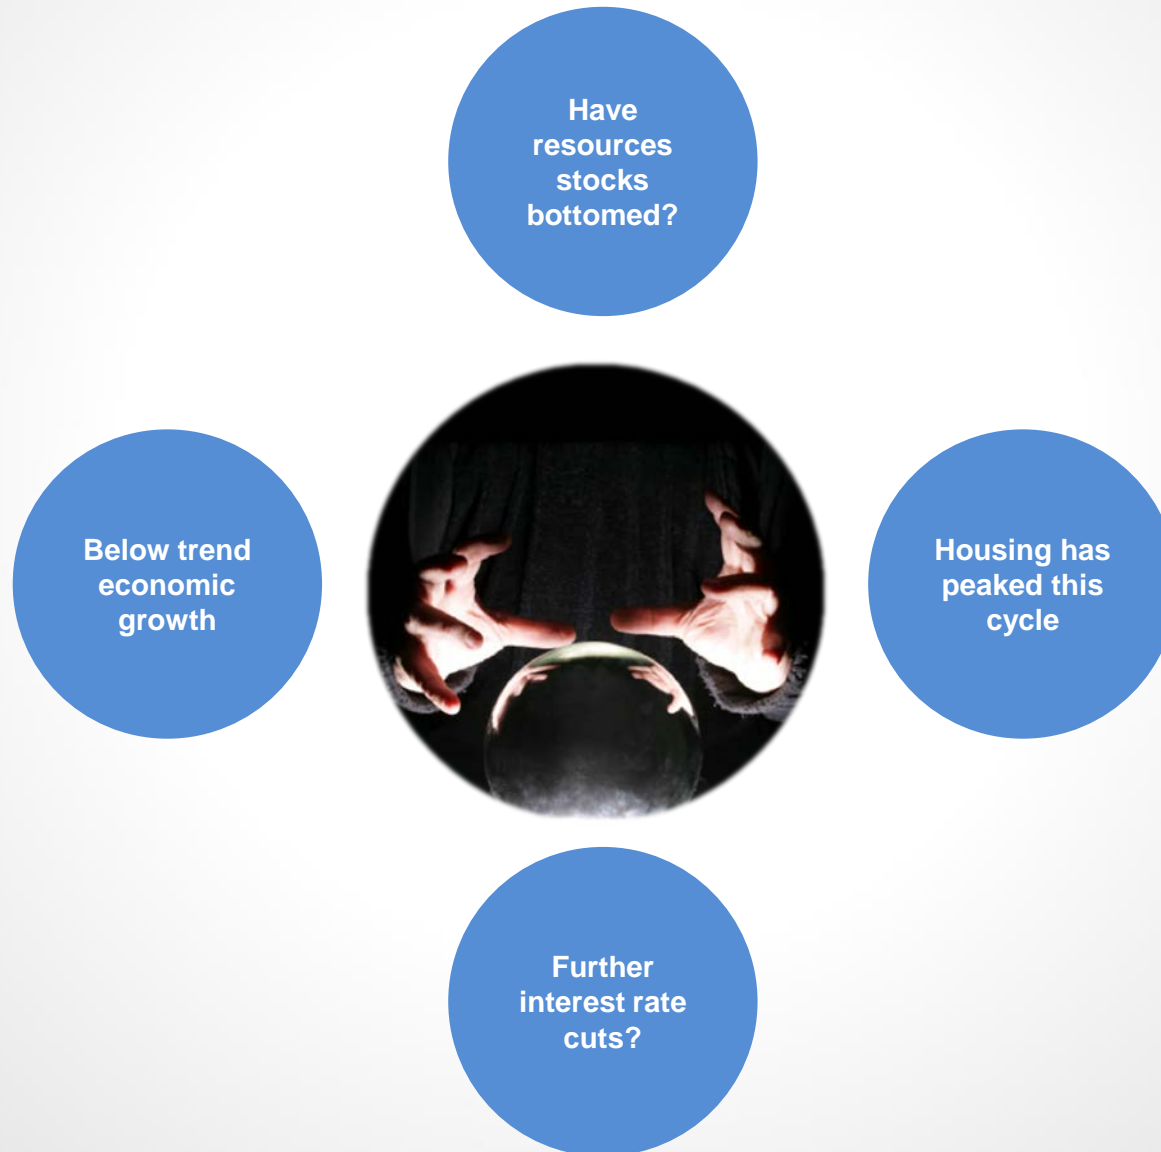 Have
resources
stocks
bottomed?
Below trend
economic
growth
Housing has
peaked this
cycle
Further
interest rate
cuts?